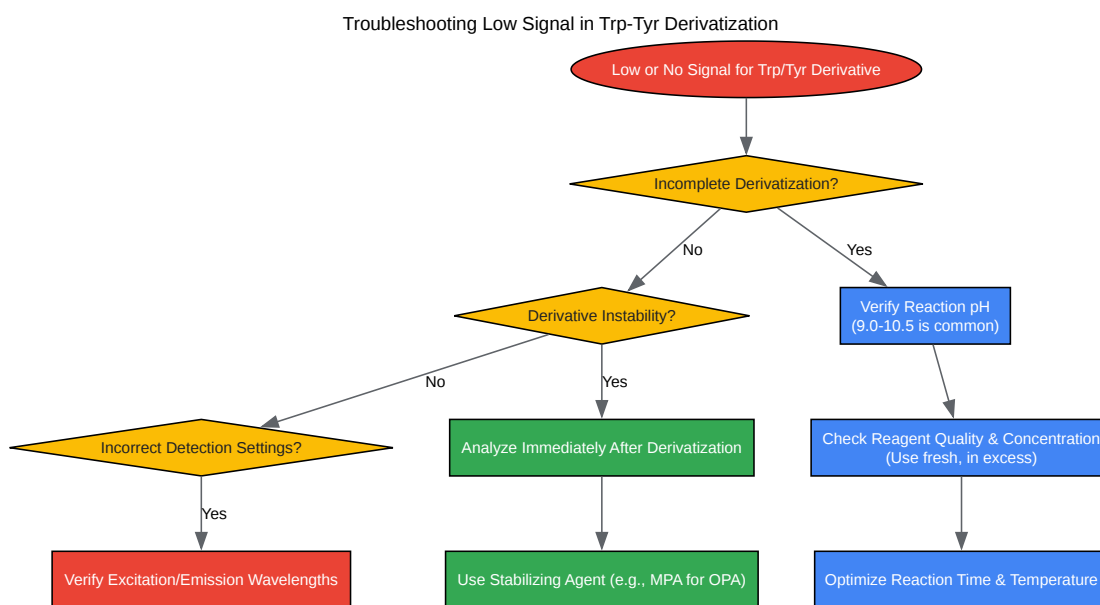 Troubleshooting Low Signal in Trp-Tyr Derivatization
Low or No Signal for Trp/Tyr Derivative
Incomplete Derivatization?
No
Yes
Derivative Instability?
Verify Reaction pH
(9.0-10.5 is common)
No
Yes
Incorrect Detection Settings?
Analyze Immediately After Derivatization
Check Reagent Quality & Concentration
(Use fresh, in excess)
Yes
Verify Excitation/Emission Wavelengths
Use Stabilizing Agent (e.g., MPA for OPA)
Optimize Reaction Time & Temperature